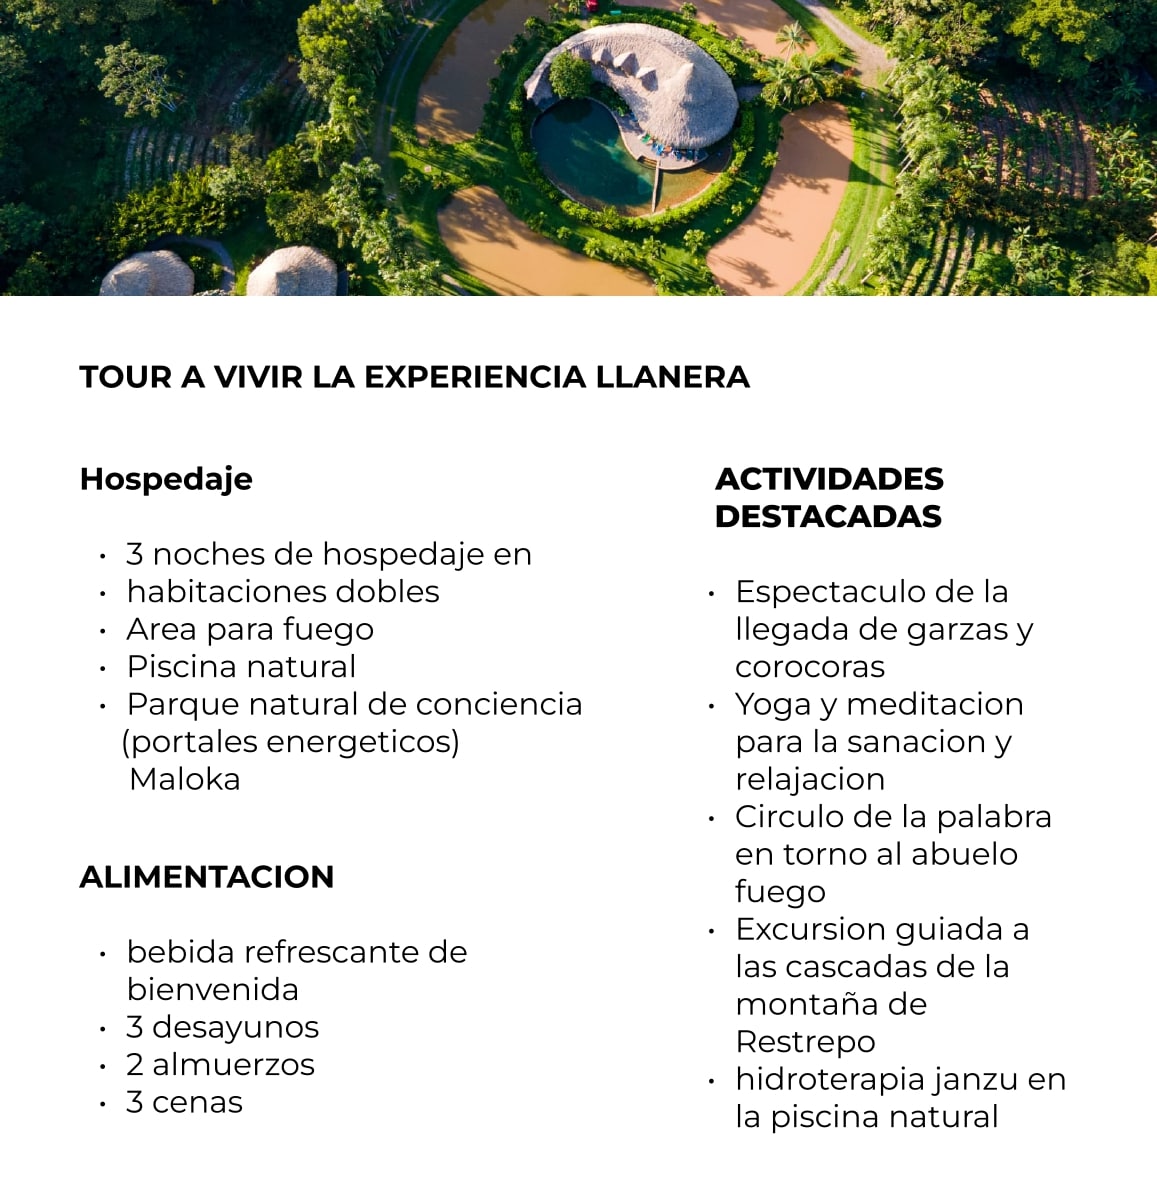 TOUR A VIVIR LA EXPERIENCIA LLANERA
Hospedaje
• 3 noches de hospedaje en
• habitaciones dobles
• Area para fuego
• Piscina natural
• Parque natural de conciencia
(portales energeticos)
Maloka
ALIMENTACION
• bebida refrescante de
bienvenida
• 3 desayunos
• 2 almuerzos
• 3 cenas
ACTIVIDADES
DESTACADAS
• Espectaculo de la
llegada de garzas y
corocoras
• Yoga y meditacion
para la sanacion y
relajacion
• Circulo de la palabra
en torno al abuelo
fuego
• Excursion guiada a
las cascadas de la
montaña de
Restrepo
• hidroterapia janzu en
la piscina natural